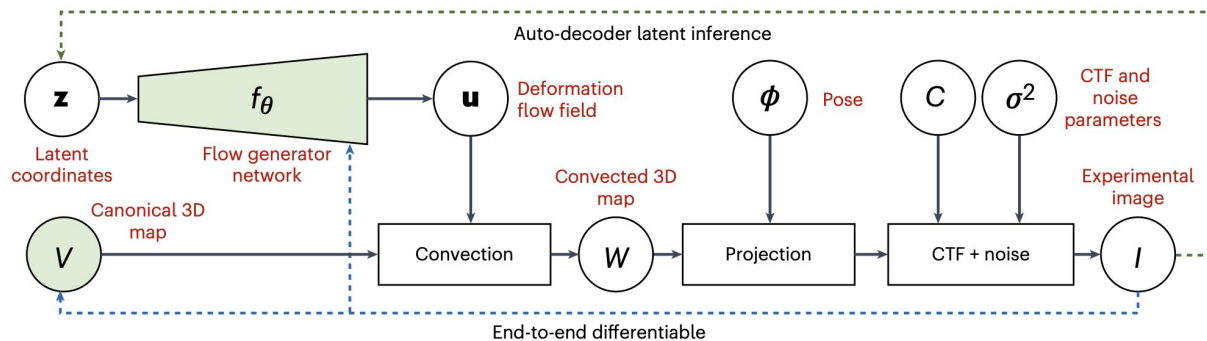 Auto-decoder latent inference
z
fθ
u
Deformation
flow field
ϕ
Pose
C
σ²
CTF and
noise
parameters
Latent
coordinates
Flow generator
network
Canonical 3D
map
Convected 3D
map
Experimental
image
V
Convection
W
Projection
CTF + noise
I
End-to-end differentiable